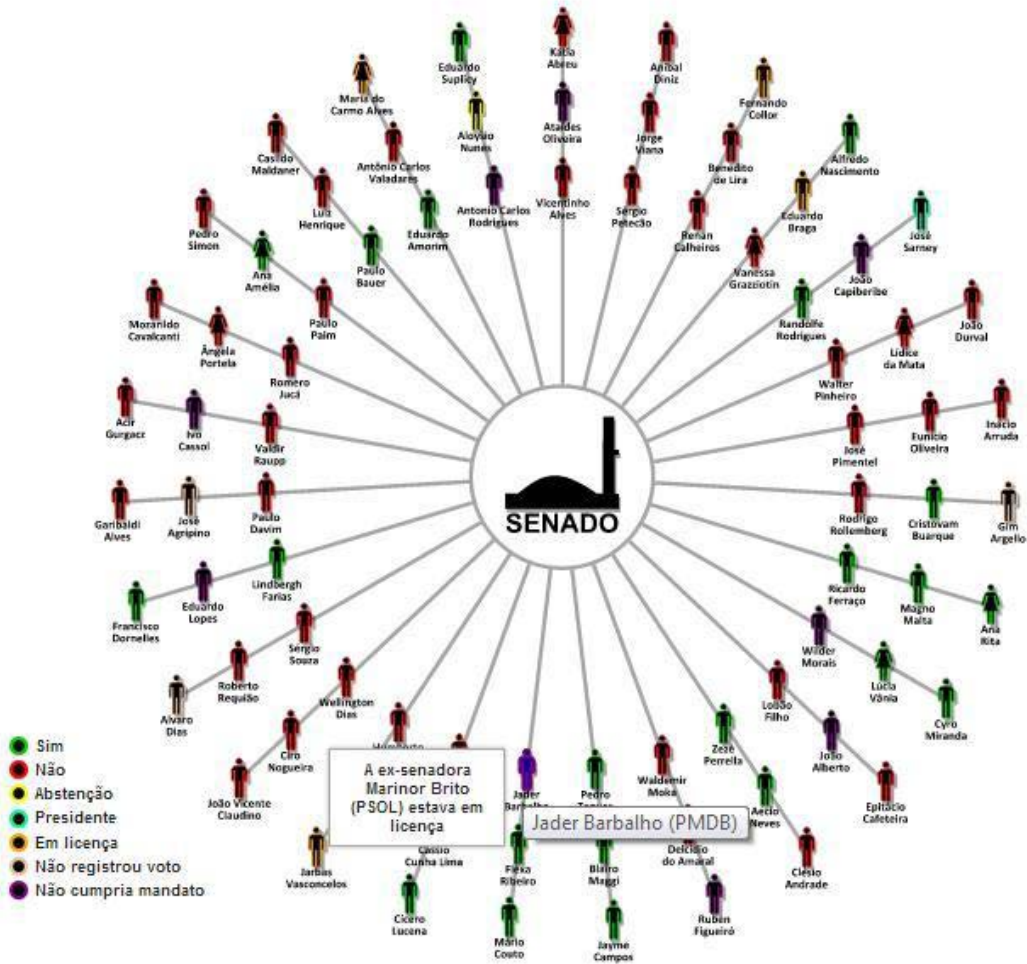 Kátia
Abreu
Aníbal
Diniz
Eduardo
Suplicy
Maria do
Carmo Alves
Fernando
Collor
Aloysio
Nunes
Ataídes
Oliveira
Jorge
Viana
Casildo
Maldaner
Antônio Carlos
Valadares
Benedito
de Lira
Alfredo
Nascimento
Luiz
Henrique
Antonio Carlos
Rodrigues
Vicentinho
Alves
Sérgio
Petecão
Eduardo
Braga
Pedro
Simon
Eduardo
Amorim
Renan
Calheiros
José
Sarney
Ana
Amélia
Paulo
Bauer
Vanessa
Grazziotin
João
Capiberibe
Mozarildo
Cavalcanti
Ângela
Portela
Paulo
Paim
Randolfe
Rodrigues
Lídice
da Mata
João
Durval
Romero
Jucá
Walter
Pinheiro
Acir
Gurgacz
Ivo
Cassol
Valdir
Raupp
José
Pimentel
Eunício
Oliveira
Inácio
Arruda
Garibaldi
Alves
José
Agripino
Paulo
Davim
SENADO
Rodrigo
Rollemberg
Cristovam
Buarque
Gim
Argello
Francisco
Dornelles
Eduardo
Lopes
Lindbergh
Farias
Ricardo
Ferraço
Magno
Malta
Ana
Rita
Sérgio
Souza
Wilder
Morais
Lúcia
Vânia
Cyro
Miranda
Alvaro
Dias
Roberto
Requião
Wellington
Dias
Lobão
Filho
João
Alberto
Epitácio
Cafeteira
João Vicente
Claudino
Ciro
Nogueira
Humberto
Jader
Barbalho
Pedro
Taques
Waldemir
Moka
Zezé
Perrella
Aecio
Neves
Clésio
Andrade
A ex-senadora
Marinor Brito
(PSOL) estava em
licença
Jader Barbalho (PMDB)
Jarbas
Vasconcelos
Cássio
Cunha Lima
Flexa
Ribeiro
Blairo
Maggi
Delcídio
do Amaral
Cícero
Lucena
Mário
Couto
Jayme
Campos
Ruben
Figueiró
Sim
Não
Abstenção
Presidente
Em licença
Não registrou voto
Não cumpria mandato